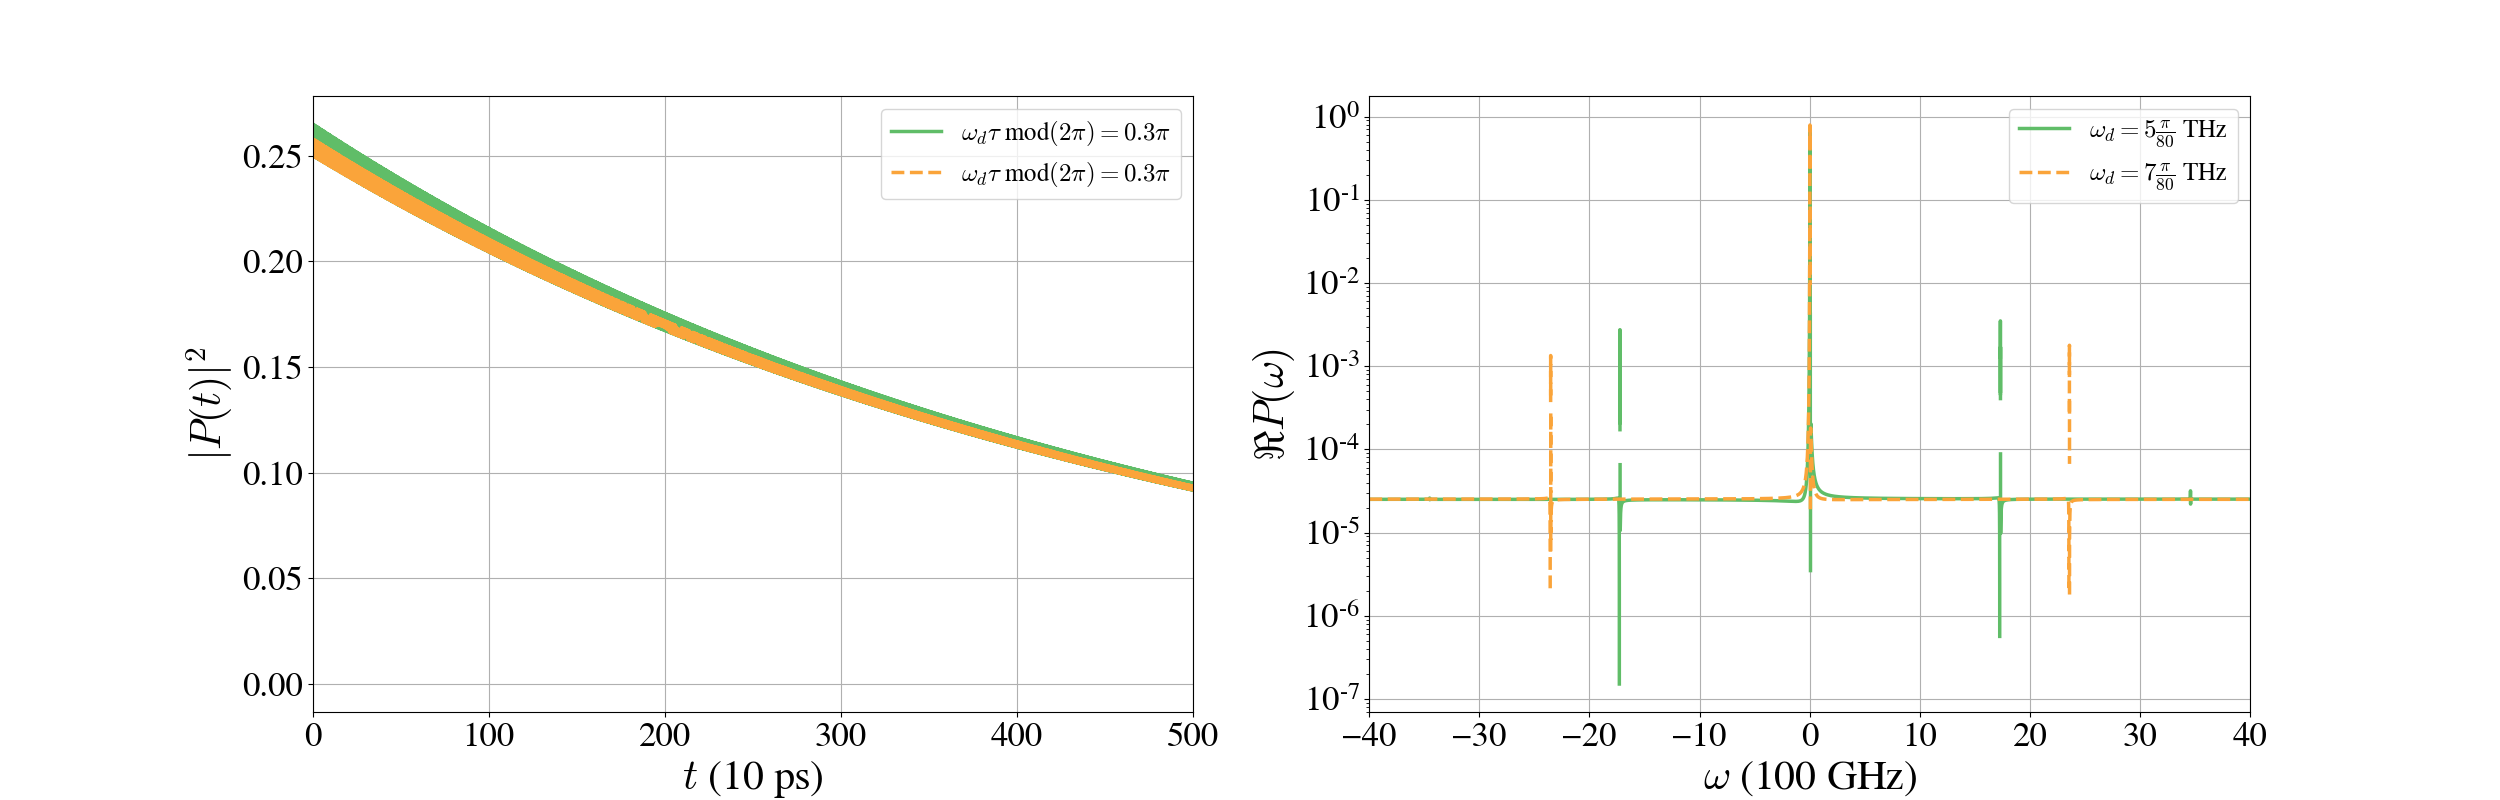 |P(t)|²
0.25
0.20
0.15
0.10
0.05
0.00
0 100 200 300 400 500
t (10 ps)
ω_d τ mod(2π) = 0.3π
ω_d τ mod(2π) = 0.3π
ℜP(ω)
10⁰
10⁻¹
10⁻²
10⁻³
10⁻⁴
10⁻⁵
10⁻⁶
10⁻⁷
−40 −30 −20 −10 0 10 20 30 40
ω (100 GHz)
ω_d = 5 π/80 THz
ω_d = 7 π/80 THz